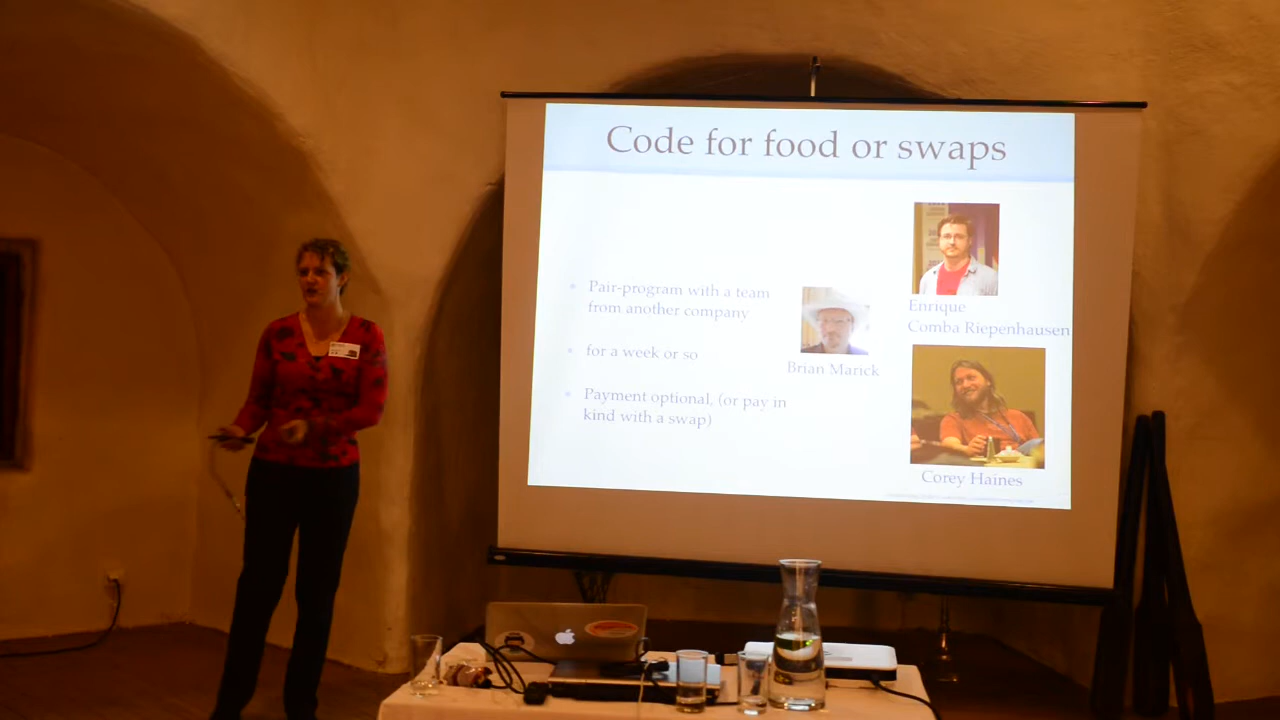 Code for food or swaps
Pair-program with a team
from another company
for a week or so
Payment optional, (or pay in
kind with a swap)
Brian Marick
Enrique
Comba Riepenhausen
Corey Haines